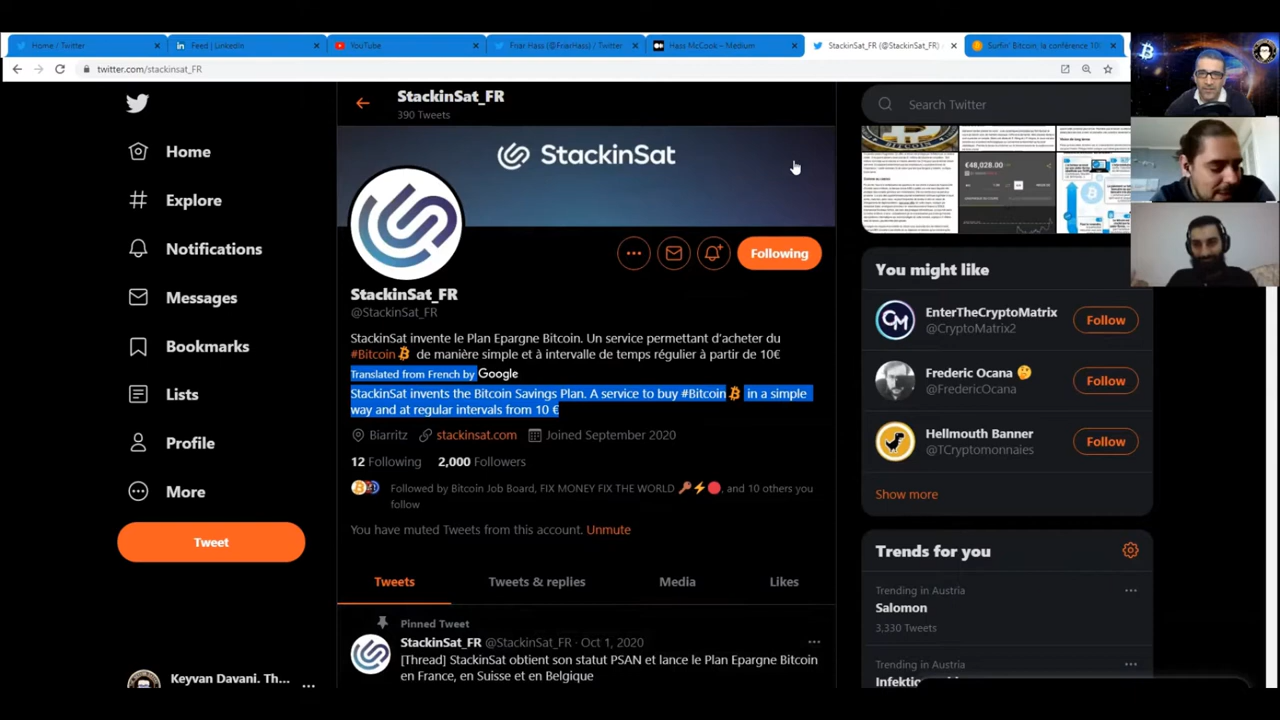 Home / Twitter
Feed | LinkedIn
YouTube
Friar Hass (@FriarHass) / Twitter
Hass McCook – Medium
StackinSat_FR (@StackinSat_FR)
Surfin' Bitcoin, la conférence 10
twitter.com/stackinsat_FR
Home
Explore
Notifications
Messages
Bookmarks
Lists
Profile
More
Tweet
Keyvan Davani. Th...
StackinSat_FR
390 Tweets
StackinSat
Following
StackinSat_FR
@StackinSat_FR
StackinSat invente le Plan Epargne Bitcoin. Un service permettant d'acheter du
#Bitcoin de manière simple et à intervalle de temps régulier à partir de 10€
Translated from French by Google
StackinSat invents the Bitcoin Savings Plan. A service to buy #Bitcoin in a simple
way and at regular intervals from 10 €
Biarritz stackinsat.com Joined September 2020
12 Following 2,000 Followers
Followed by Bitcoin Job Board, FIX MONEY FIX THE WORLD , and 10 others you
follow
You have muted Tweets from this account. Unmute
Tweets Tweets & replies Media Likes
Pinned Tweet
StackinSat_FR @StackinSat_FR · Oct 1, 2020
[Thread] StackinSat obtient son statut PSAN et lance le Plan Epargne Bitcoin
en France, en Suisse et en Belgique
Search Twitter
€48,028.00
You might like
EnterTheCryptoMatrix
@CryptoMatrix2
Follow
Frederic Ocana
@FredericOcana
Follow
Hellmouth Banner
@TCryptomonnaies
Follow
Show more
Trends for you
Trending in Austria
Salomon
3,330 Tweets
Trending in Austria